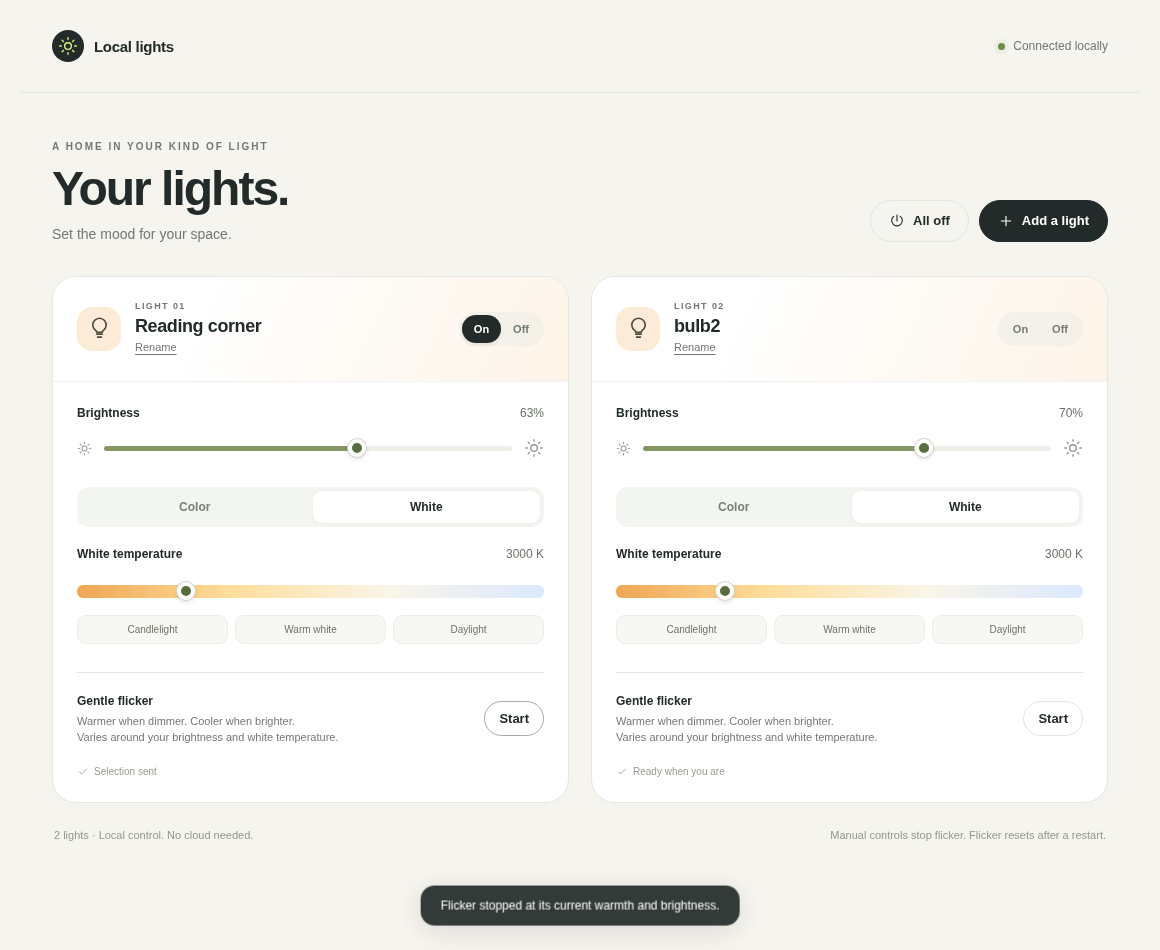 Local lights
Connected locally
A HOME IN YOUR KIND OF LIGHT
Your lights.
Set the mood for your space.
All off
Add a light
LIGHT 01
Reading corner
Rename
On Off
Brightness 63%
Color White
White temperature 3000 K
Candlelight Warm white Daylight
Gentle flicker
Warmer when dimmer. Cooler when brighter.
Varies around your brightness and white temperature.
Start
Selection sent
LIGHT 02
bulb2
Rename
On Off
Brightness 70%
Color White
White temperature 3000 K
Candlelight Warm white Daylight
Gentle flicker
Warmer when dimmer. Cooler when brighter.
Varies around your brightness and white temperature.
Start
Ready when you are
2 lights · Local control. No cloud needed.
Manual controls stop flicker. Flicker resets after a restart.
Flicker stopped at its current warmth and brightness.